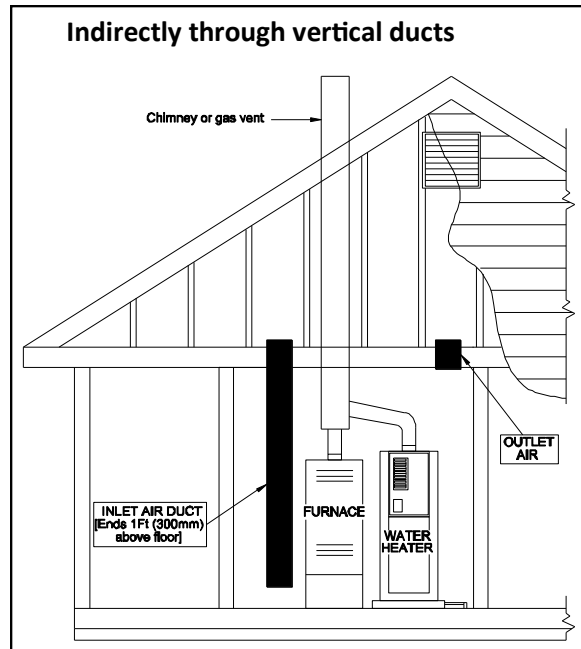 Indirectly through vertical ducts
Chimney or gas vent
OUTLET
AIR
INLET AIR DUCT
[Ends 1Ft (300mm)
above floor]
FURNACE
WATER
HEATER